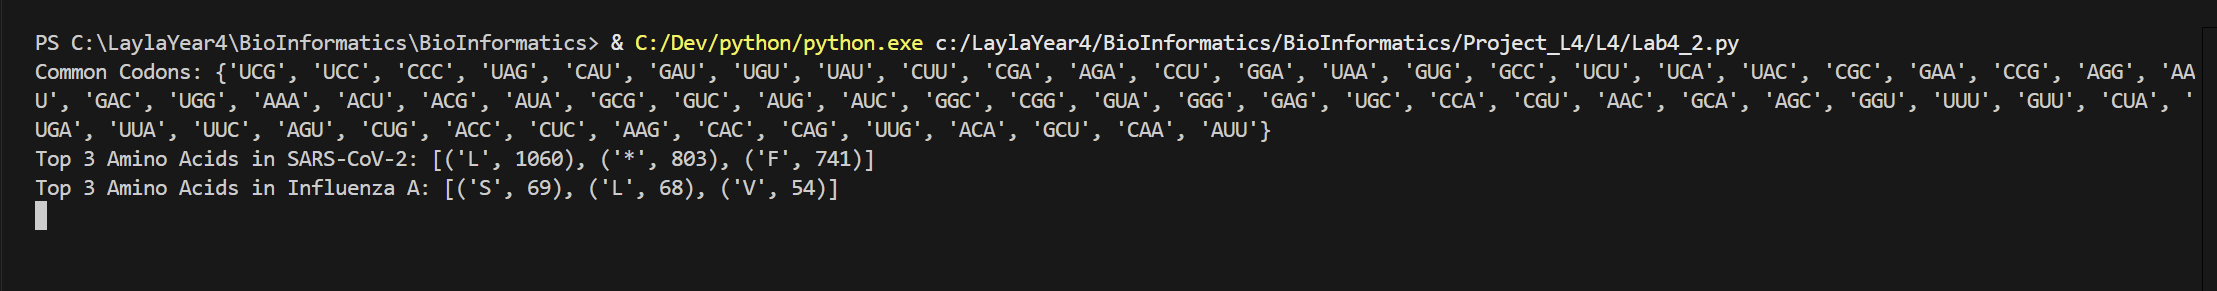 PS C:\LaylaYear4\BioInformatics\BioInformatics> & C:/Dev/python/python.exe c:/LaylaYear4/BioInformatics/BioInformatics/Project_L4/L4/Lab4_2.py
Common Codons: {'UCG', 'UCC', 'CCC', 'UAG', 'CAU', 'GAU', 'UGU', 'UAU', 'CUU', 'CGA', 'AGA', 'CCU', 'GGA', 'UAA', 'GUG', 'GCC', 'UCU', 'UCA', 'UAC', 'CGC', 'GAA', 'CCG', 'AGG', 'AA
U', 'GAC', 'UGG', 'AAA', 'ACU', 'ACG', 'AUA', 'GCG', 'GUC', 'AUG', 'AUC', 'GGC', 'CGG', 'GUA', 'GGG', 'GAG', 'UGC', 'CCA', 'CGU', 'AAC', 'GCA', 'AGC', 'GGU', 'UUU', 'GUU', 'CUA', '
UGA', 'UUA', 'UUC', 'AGU', 'CUG', 'ACC', 'CUC', 'AAG', 'CAC', 'CAG', 'UUG', 'ACA', 'GCU', 'CAA', 'AUU'}
Top 3 Amino Acids in SARS-CoV-2: [('L', 1060), ('*', 803), ('F', 741)]
Top 3 Amino Acids in Influenza A: [('S', 69), ('L', 68), ('V', 54)]